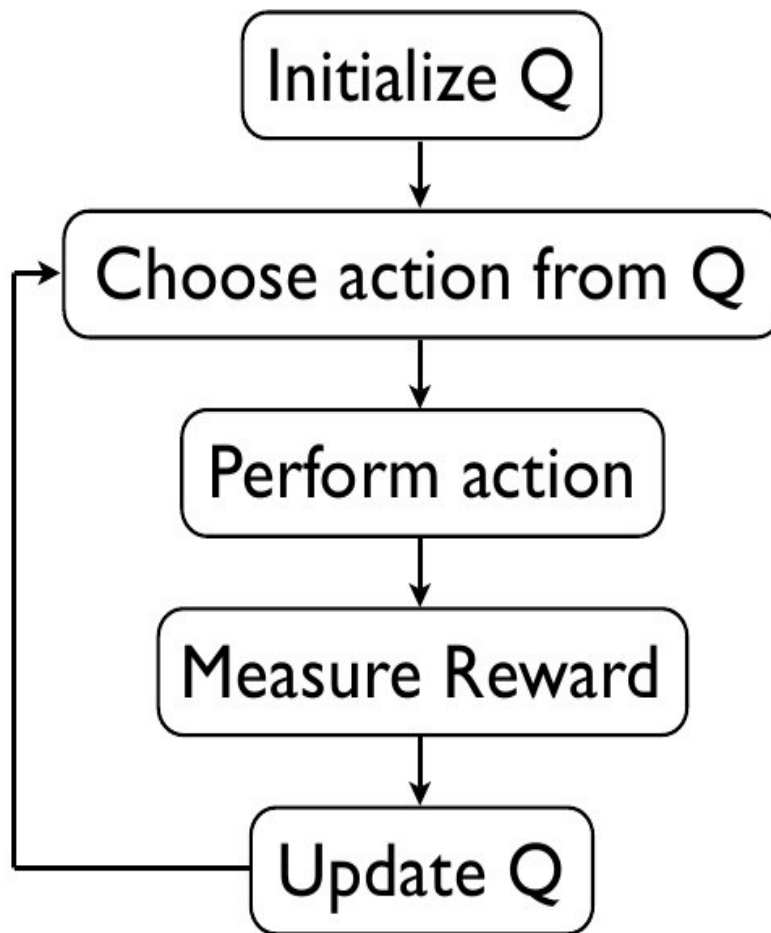 Initialize Q
Choose action from Q
Perform action
Measure Reward
Update Q